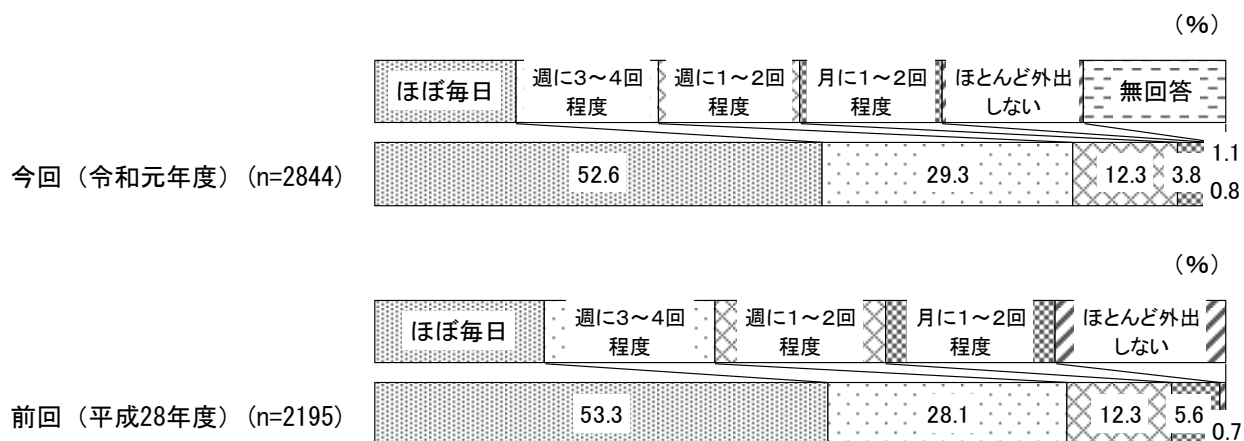 （%）
ほぼ毎日 週に3～4回程度 週に1～2回程度 月に1～2回程度 ほとんど外出しない 無回答
今回（令和元年度）(n=2844) 52.6 29.3 12.3 3.8 1.1 0.8
（%）
ほぼ毎日 週に3～4回程度 週に1～2回程度 月に1～2回程度 ほとんど外出しない
前回（平成28年度）(n=2195) 53.3 28.1 12.3 5.6 0.7